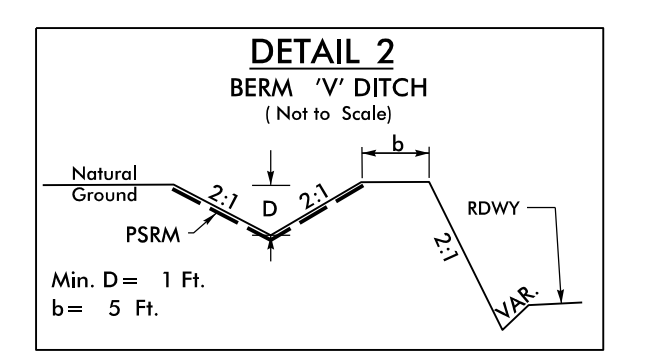 DETAIL 2
BERM 'V' DITCH
( Not to Scale)
b
Natural
Ground
2:1
D
2:1
RDWY
PSRM
2:1
Min. D= 1 Ft.
b= 5 Ft.
VAR.